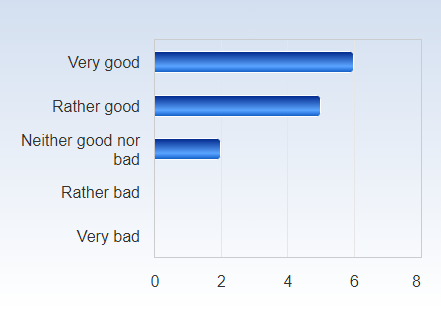 Very good
Rather good
Neither good nor
bad
Rather bad
Very bad
0 2 4 6 8